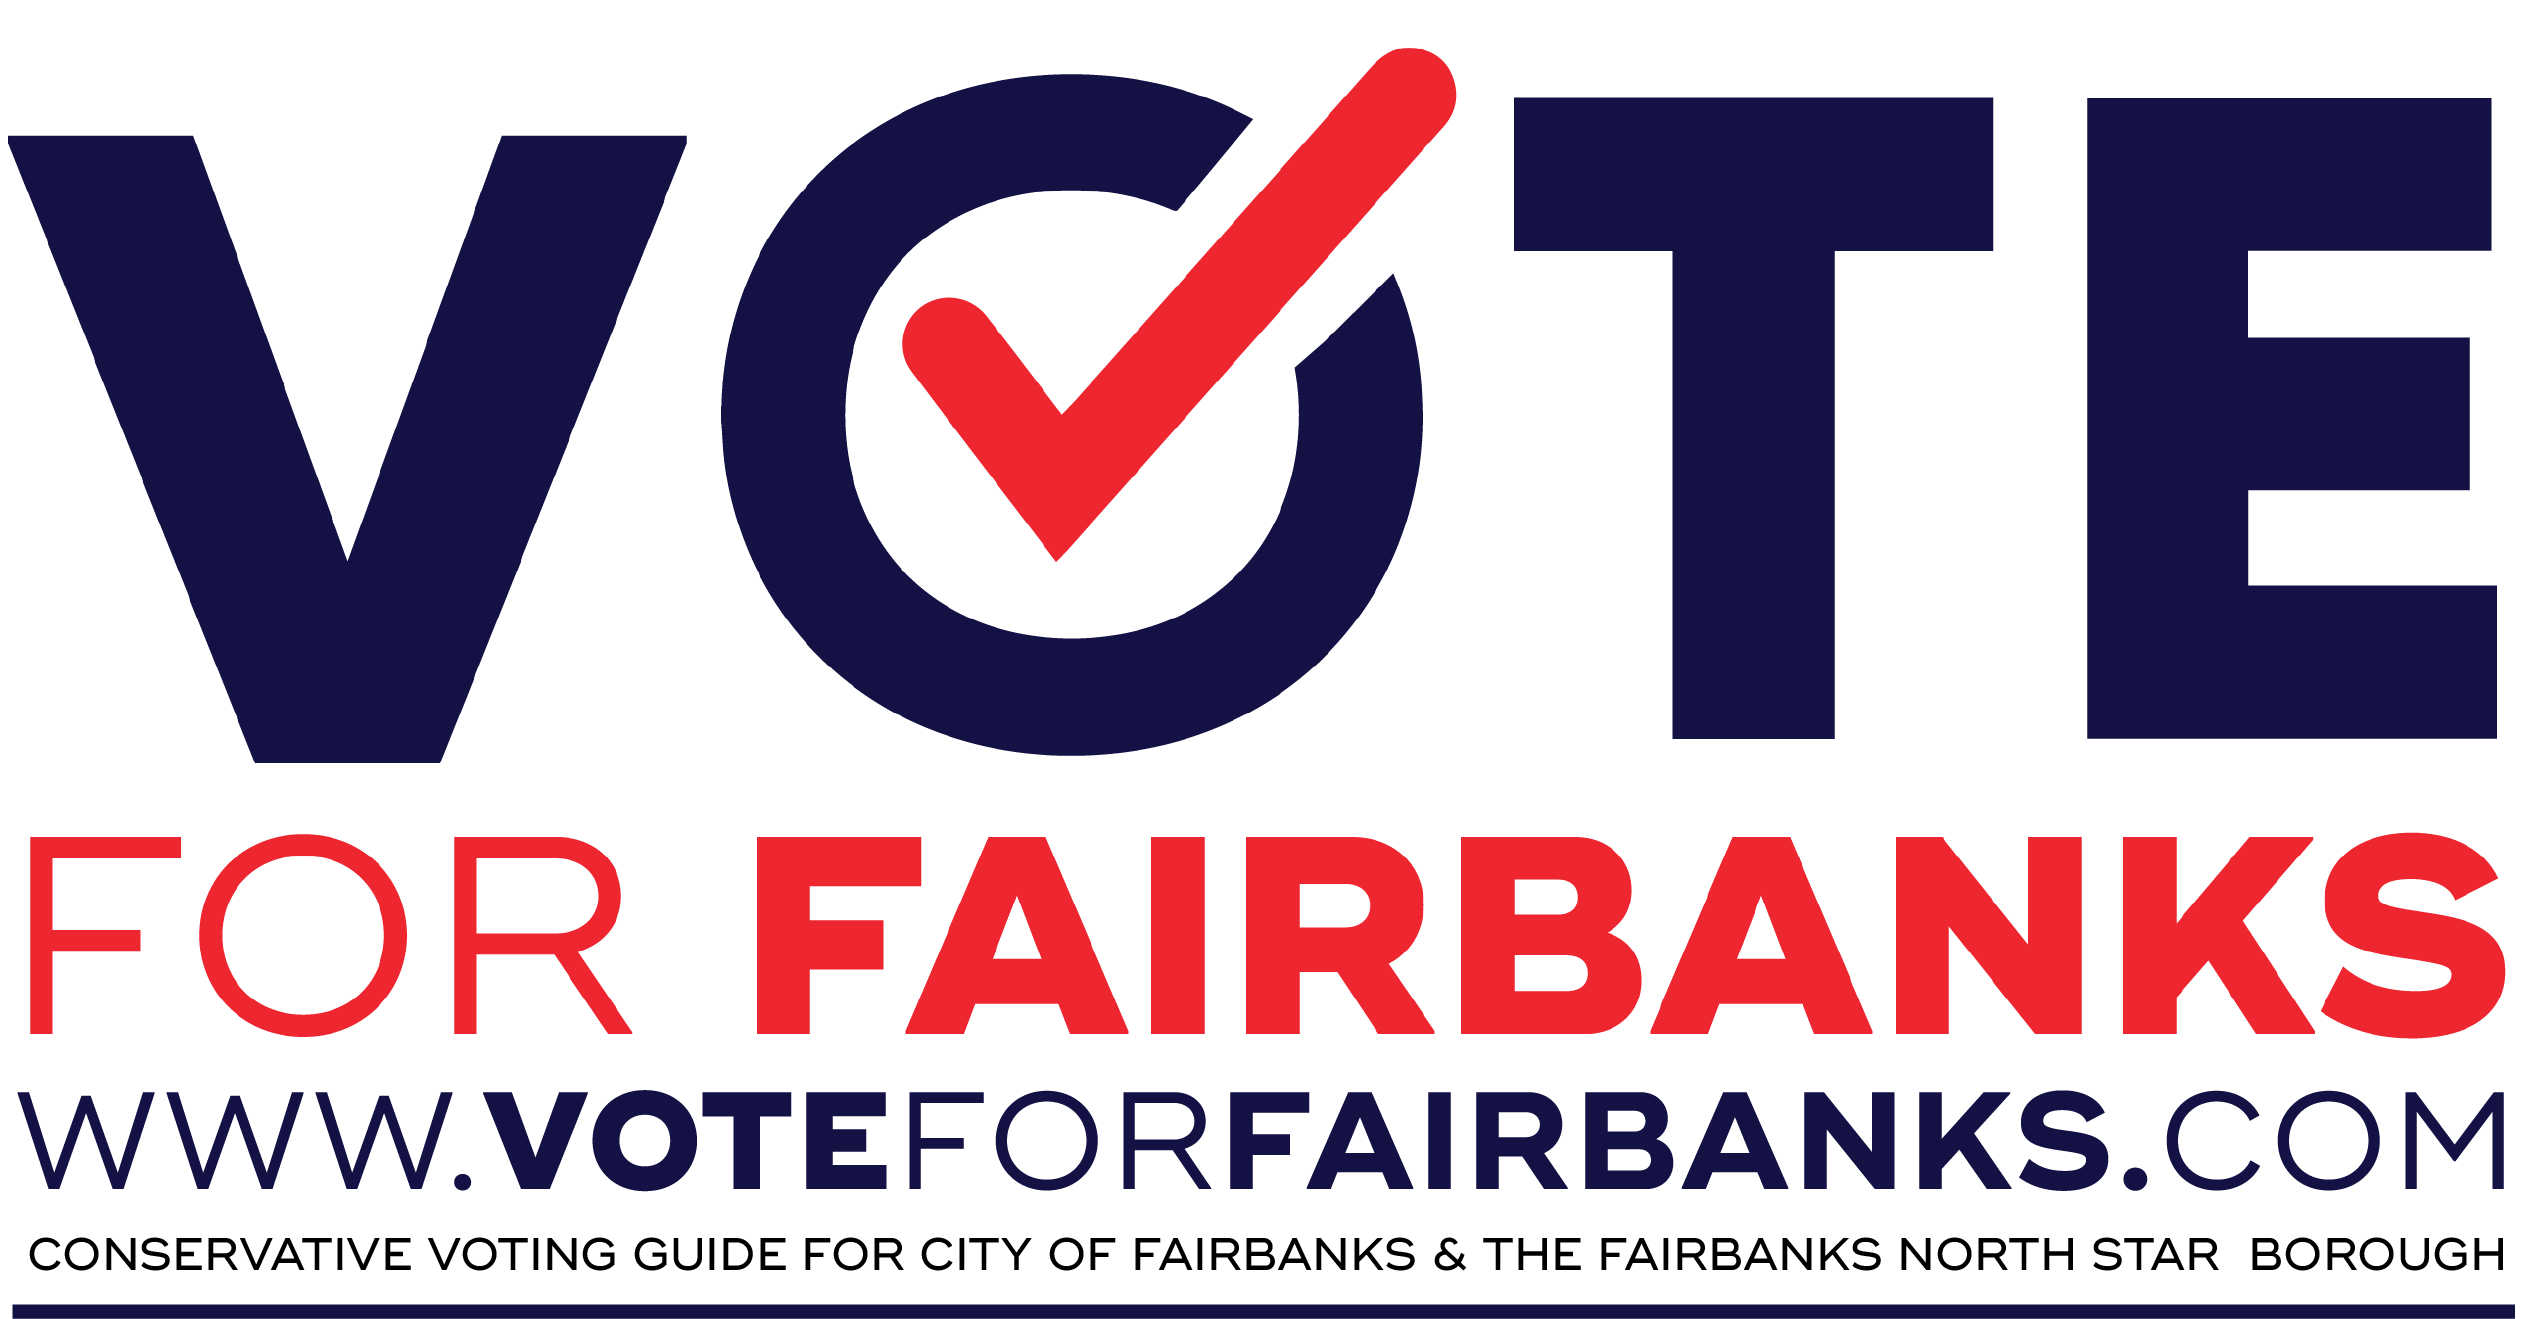 VOTE
FOR FAIRBANKS
WWW.VOTEFORFAIRBANKS.COM
CONSERVATIVE VOTING GUIDE FOR CITY OF FAIRBANKS & THE FAIRBANKS NORTH STAR BOROUGH